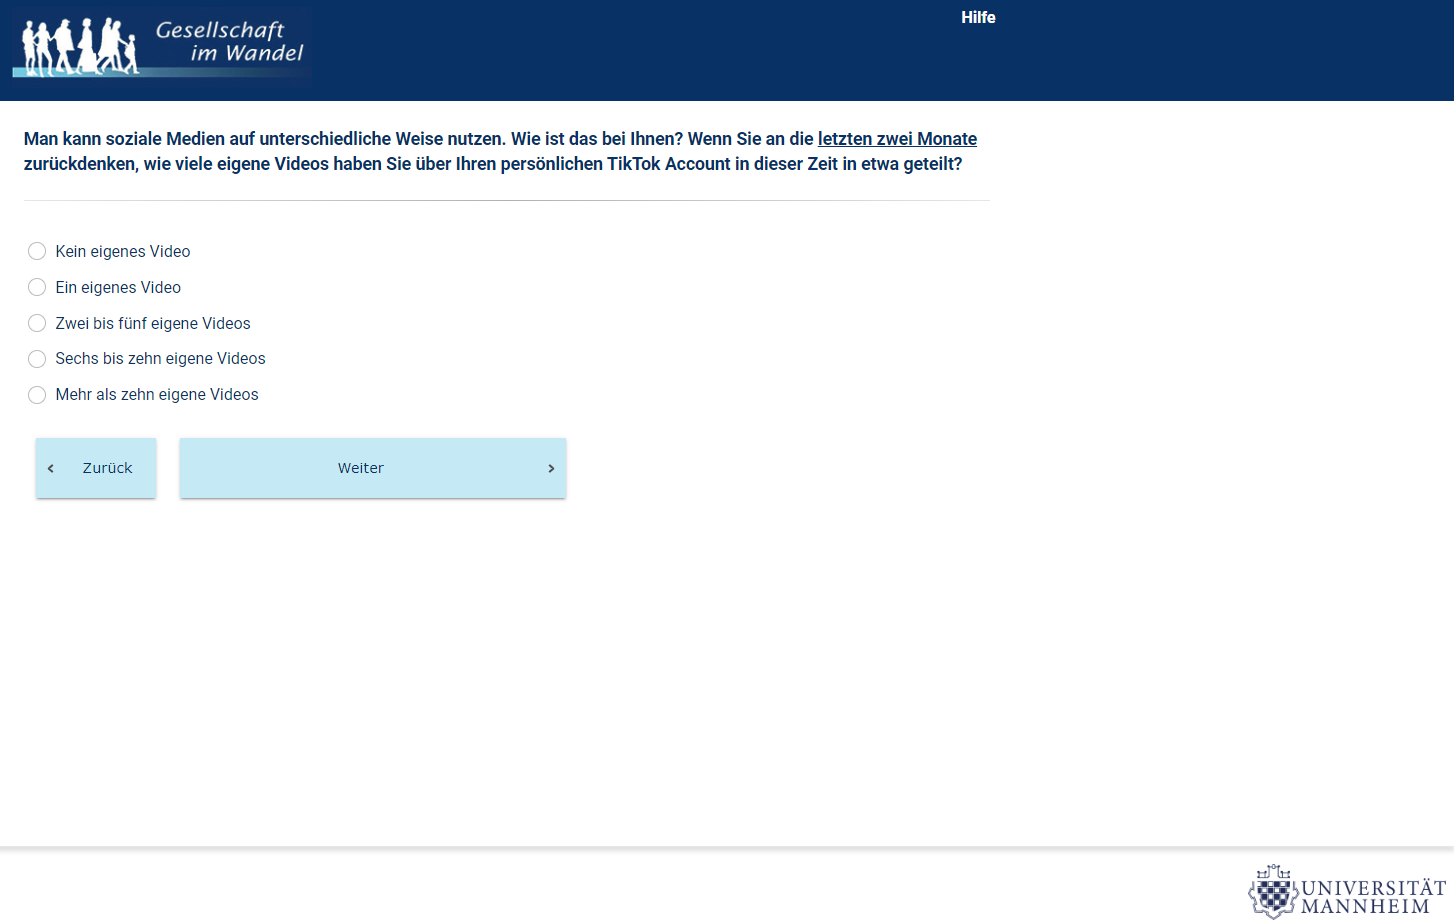 Gesellschaft
im Wandel
Hilfe
Man kann soziale Medien auf unterschiedliche Weise nutzen. Wie ist das bei Ihnen? Wenn Sie an die letzten zwei Monate
zurückdenken, wie viele eigene Videos haben Sie über Ihren persönlichen TikTok Account in dieser Zeit in etwa geteilt?
Kein eigenes Video
Ein eigenes Video
Zwei bis fünf eigene Videos
Sechs bis zehn eigene Videos
Mehr als zehn eigene Videos
‹ Zurück
Weiter ›
UNIVERSITÄT
MANNHEIM